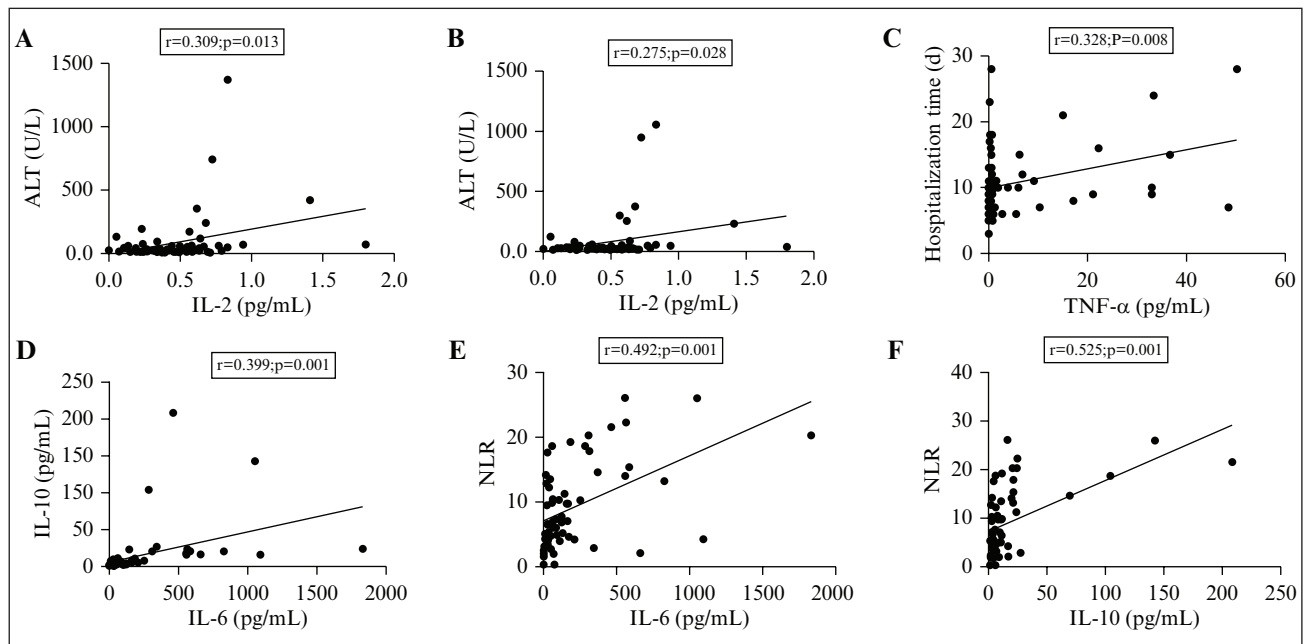 A
r=0.309;p=0.013
1500
1000
500
0
ALT (U/L)
0.0 0.5 1.0 1.5 2.0
IL-2 (pg/mL)
B
r=0.275;p=0.028
1500
1000
500
0
ALT (U/L)
0.0 0.5 1.0 1.5 2.0
IL-2 (pg/mL)
C
r=0.328;P=0.008
30
20
10
0
Hospitalization time (d)
0 20 40 60
TNF-α (pg/mL)
D
r=0.399;p=0.001
250
200
150
150
50
0
IL-10 (pg/mL)
0 500 1000 1500 2000
IL-6 (pg/mL)
E
r=0.492;p=0.001
30
20
10
0
NLR
0 500 1000 1500 2000
IL-6 (pg/mL)
F
r=0.525;p=0.001
40
30
20
10
0
NLR
0 50 100 150 200 250
IL-10 (pg/mL)